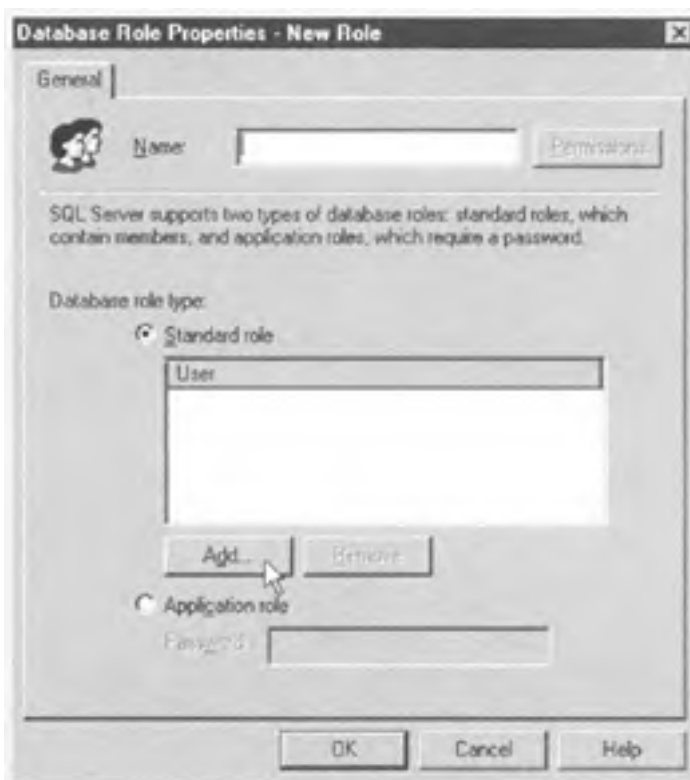 Database Role Properties - New Role
General
Name:
Permissions
SQL Server supports two types of database roles: standard roles, which
contain members, and application roles, which require a password.
Database role type:
Standard role
User
Add...
Remove
Application role
Password:
OK
Cancel
Help